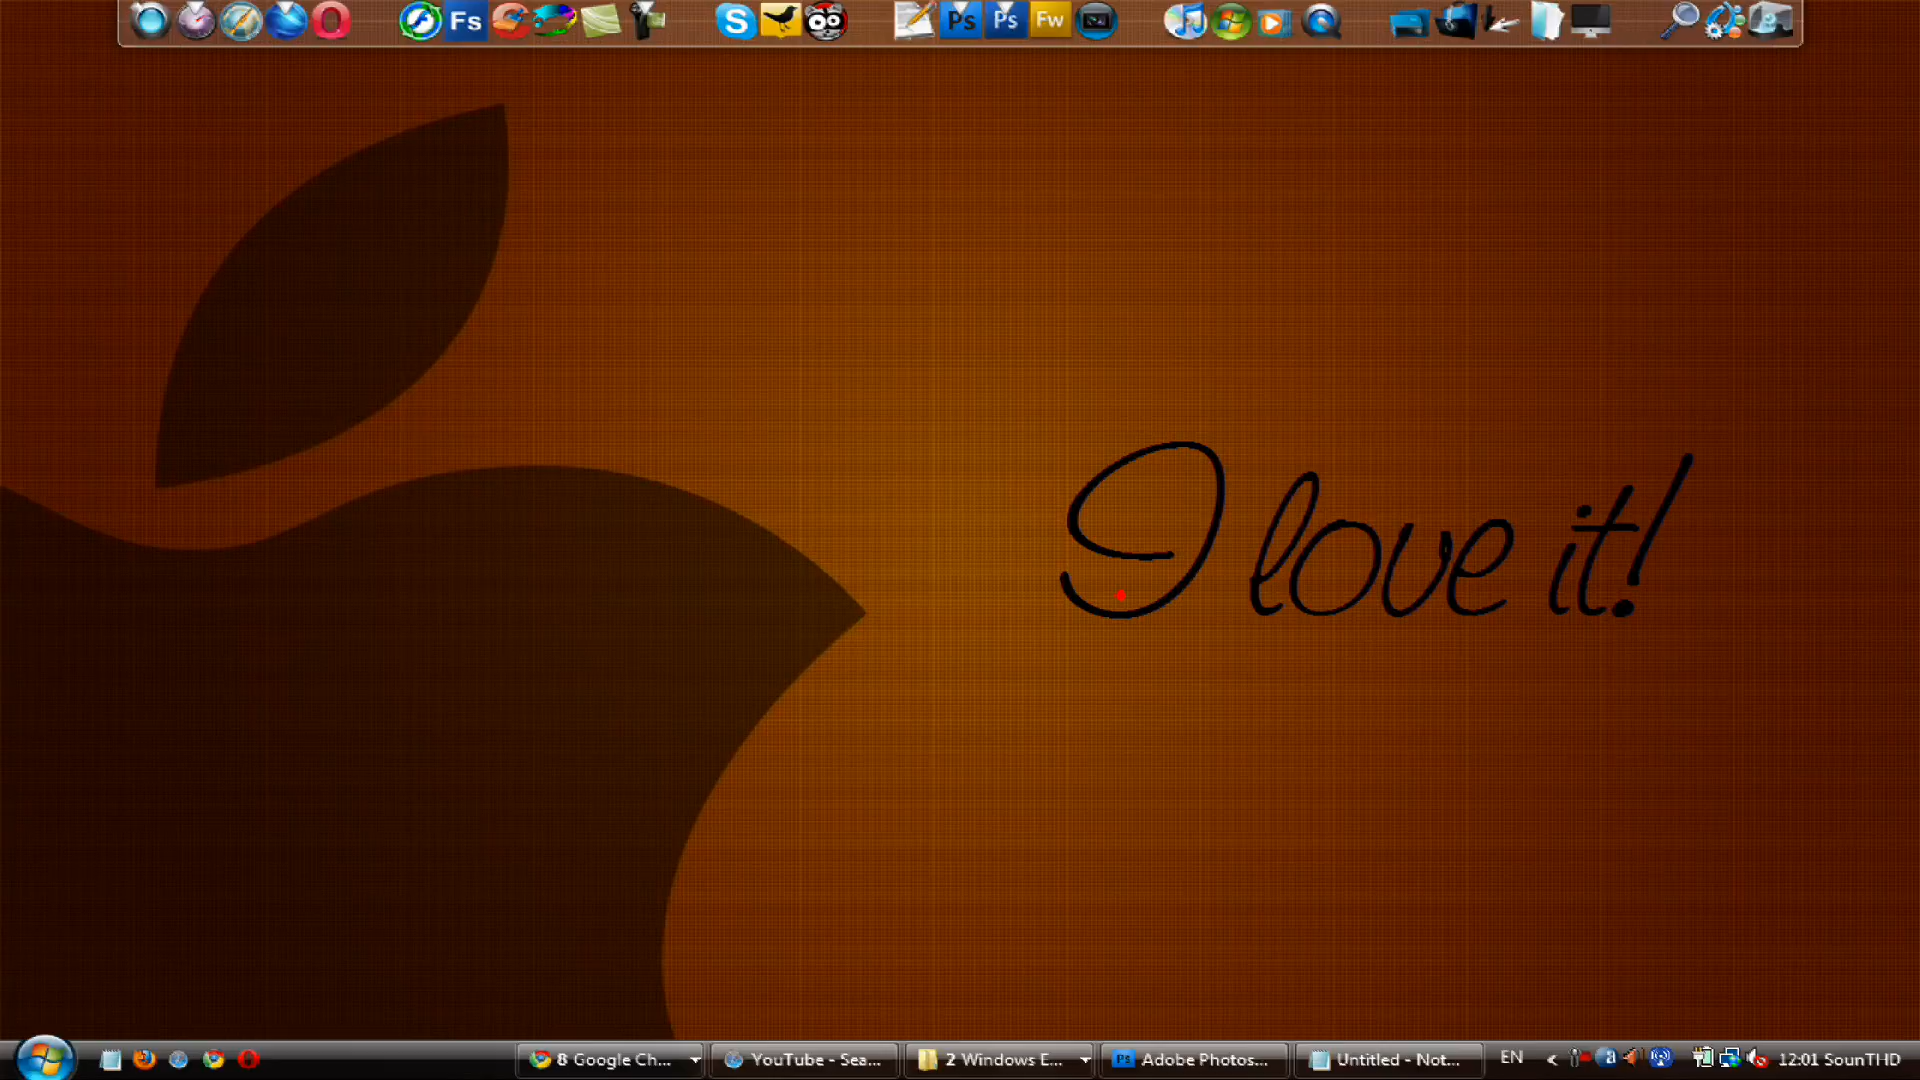 Fs
Ps
Ps
Fw
I love it!
8 Google Ch...
YouTube - Sea...
2 Windows E...
Ps
Adobe Photos...
Untitled - Not...
EN
12:01 SounTHD